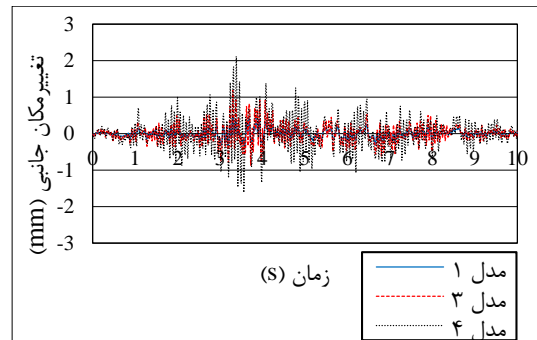 تغییرمکان جانبی (mm)
3
2
1
0
-1
-2
-3
0 1 2 3 4 5 6 7 8 9 10
زمان (s)
مدل ۱
مدل ۳
مدل ۴